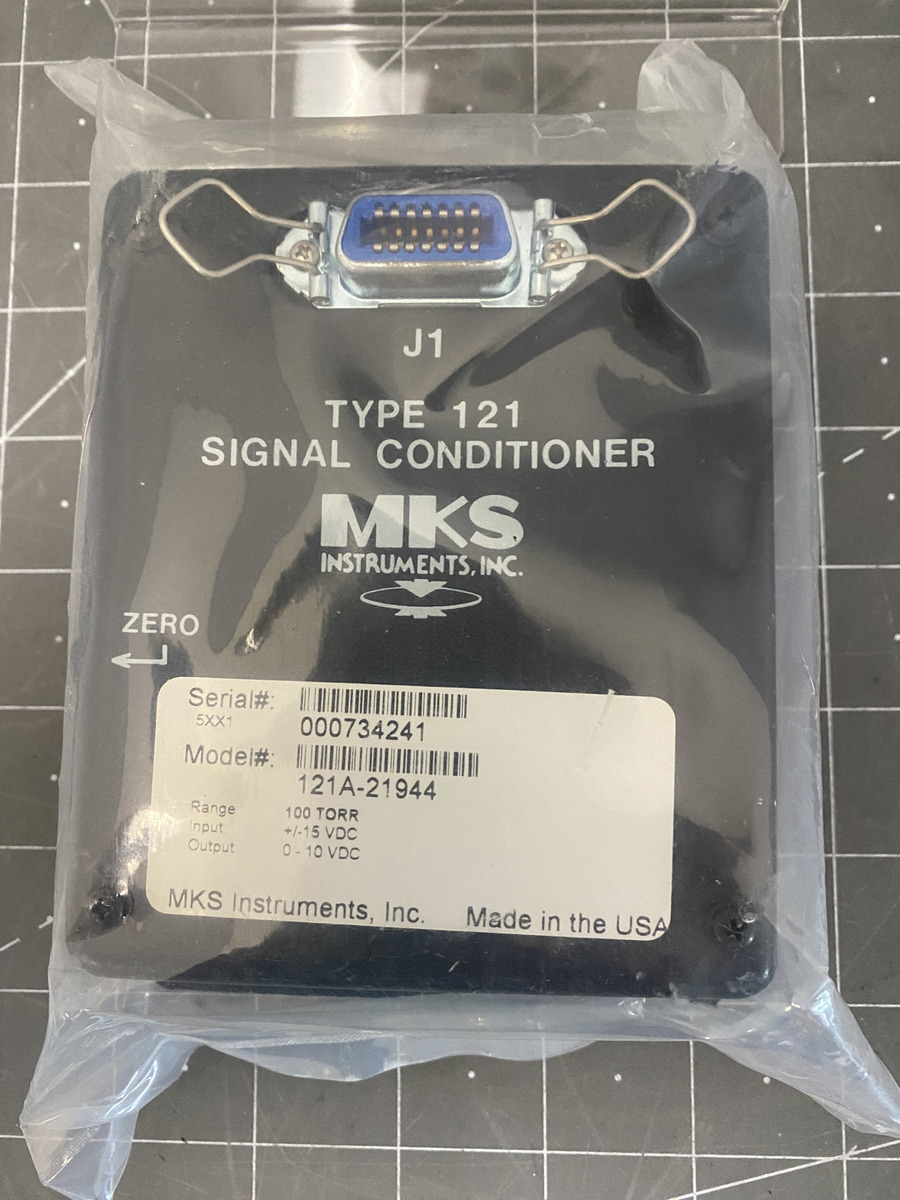 J1
TYPE 121
SIGNAL CONDITIONER
MKS
INSTRUMENTS, INC.
ZERO
Serial#:
5XX1
000734241
Model#:
121A-21944
Range 100 TORR
Input +/-15 VDC
Output 0 - 10 VDC
MKS Instruments, Inc. Made in the USA